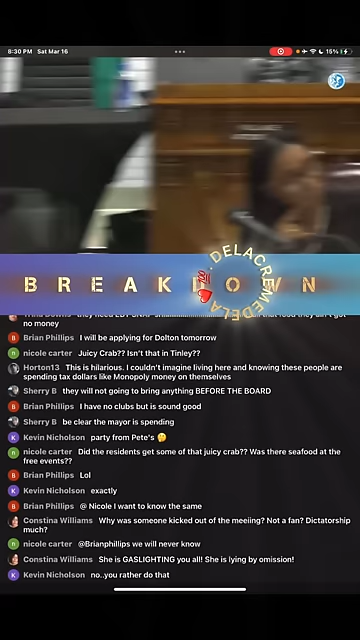 8:30 PM Sat Mar 16
15%
DELACREMEDELA
BREAKDOWN
no money
Brian Phillips I will be applying for Dolton tomorrow
nicole carter Juicy Crab?? Isn't that in Tinley??
Horton13 This is hilarious. I couldn't imagine living here and knowing these people are
spending tax dollars like Monopoly money on themselves
Sherry B they will not going to bring anything BEFORE THE BOARD
Brian Phillips I have no clubs but is sound good
Sherry B be clear the mayor is spending
Kevin Nicholson party from Pete's 🤔
nicole carter Did the residents get some of that juicy crab?? Was there seafood at the
free events??
Brian Phillips Lol
Kevin Nicholson exactly
Brian Phillips @ Nicole I want to know the same
Constina Williams Why was someone kicked out of the meeiing? Not a fan? Dictatorship
much?
nicole carter @Brianphillips we will never know
Constina Williams She is GASLIGHTING you all! She is lying by omission!
Kevin Nicholson no..you rather do that